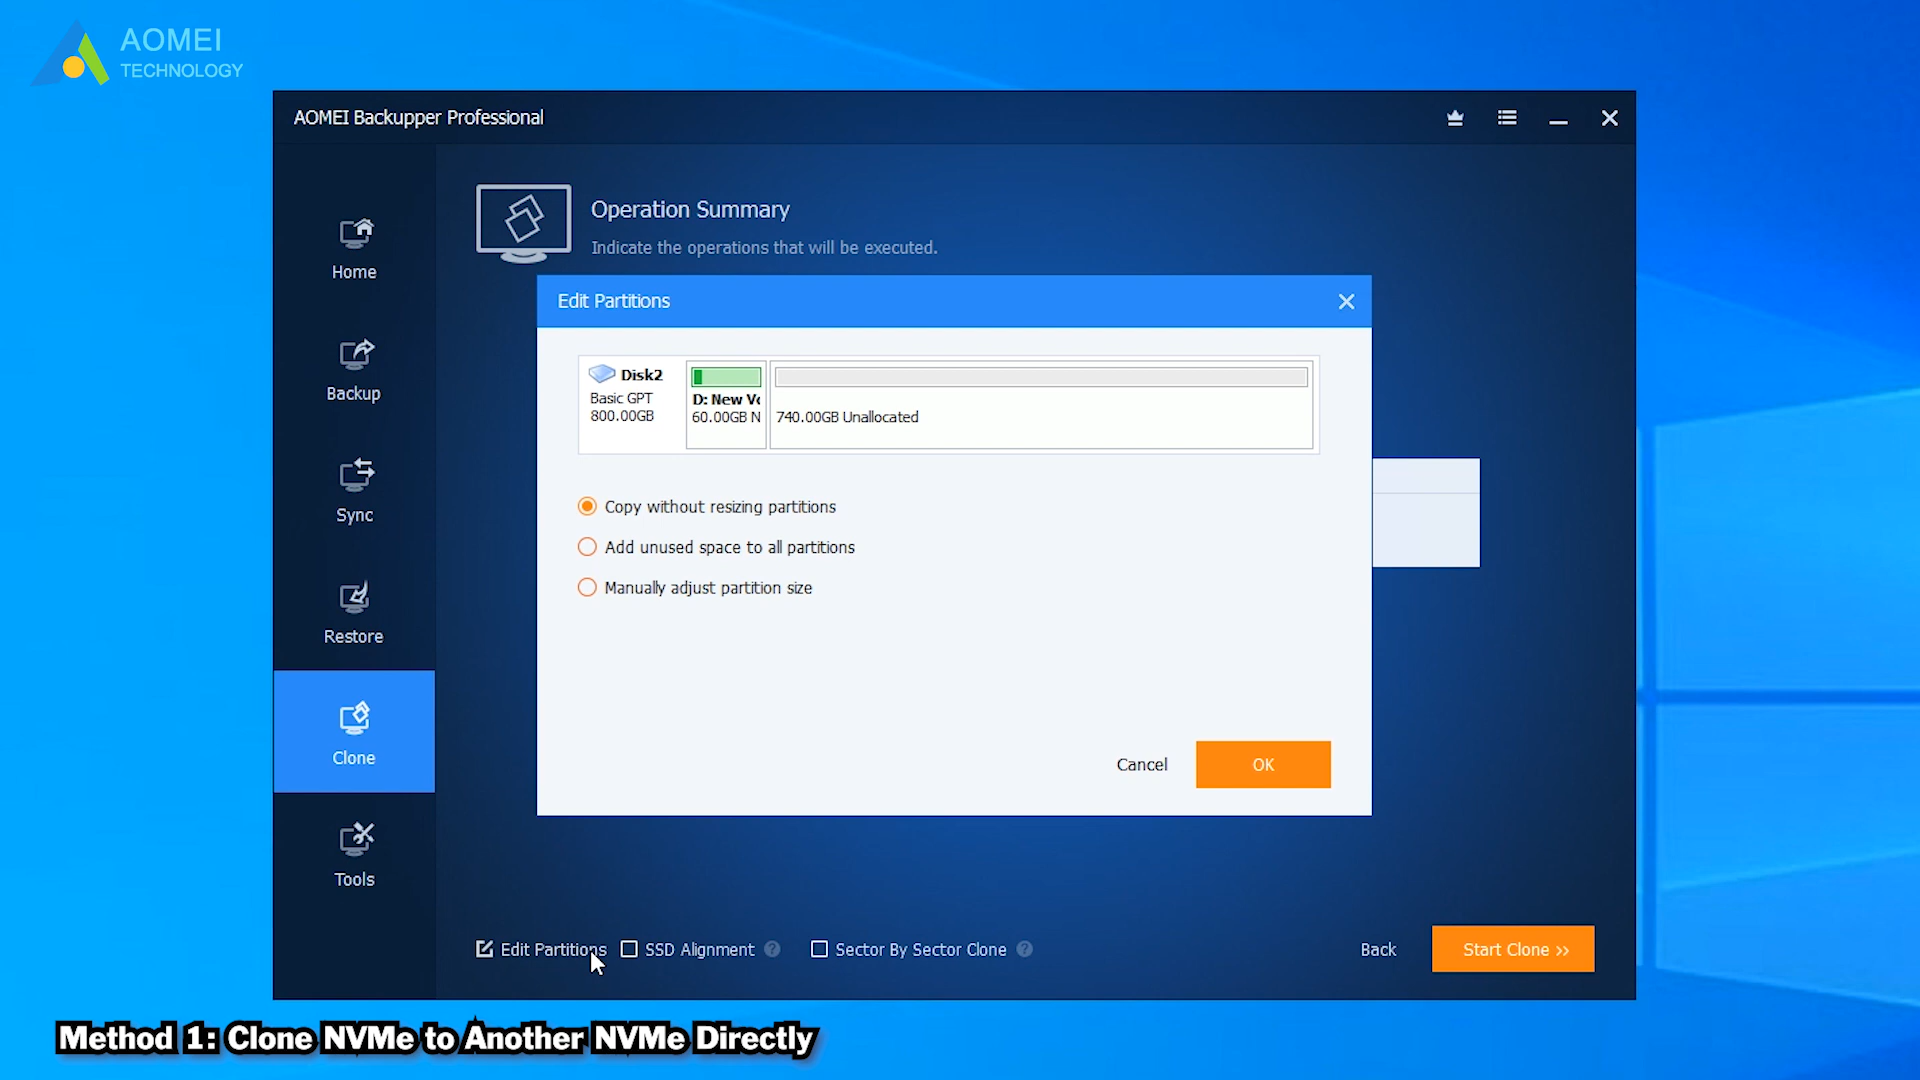 AOMEI
TECHNOLOGY
AOMEI Backupper Professional
Home
Backup
Sync
Restore
Clone
Tools
Operation Summary
Indicate the operations that will be executed.
Edit Partitions
Disk2
Basic GPT
800.00GB
D: New Vo
60.00GB N
740.00GB Unallocated
Copy without resizing partitions
Add unused space to all partitions
Manually adjust partition size
Cancel
OK
Edit Partitions
SSD Alignment ?
Sector By Sector Clone ?
Back
Start Clone >>
Method 1: Clone NVMe to Another NVMe Directly